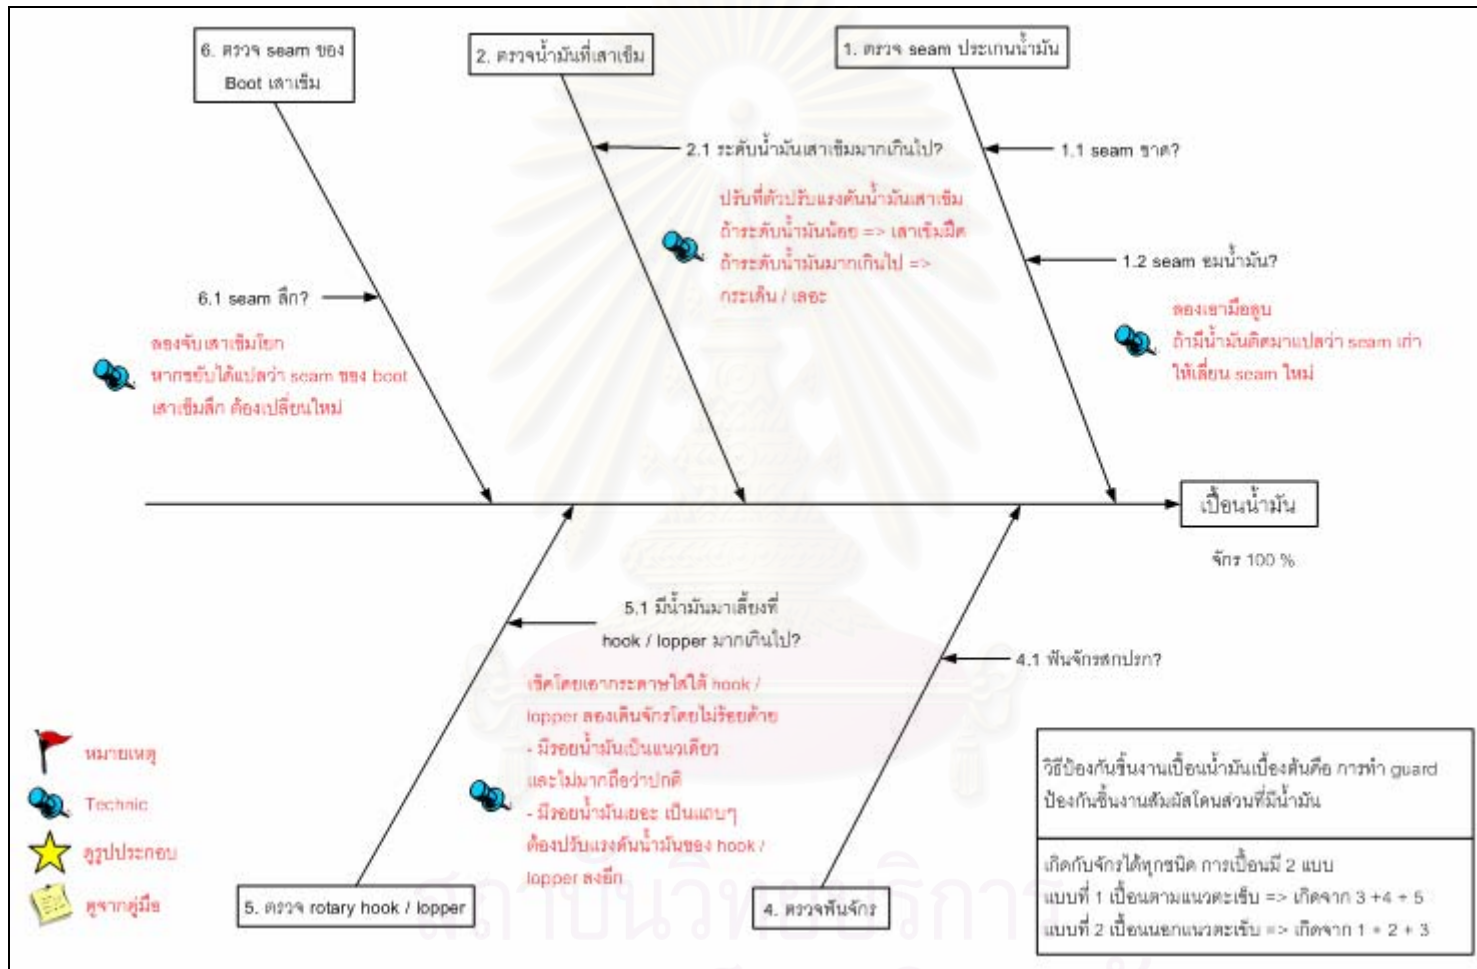 6. ตรวจ seam ของ
Boot เสาเข็ม
2. ตรวจน้ำมันที่เสาเข็ม
1. ตรวจ seam ประเกนน้ำมัน
2.1 ระดับน้ำมันเสาเข็มมากเกินไป?
1.1 seam ขาด?
ปรับที่ตัวปรับแรงดันน้ำมันเสาเข็ม
ถ้าระดับน้ำมันน้อย => เสาเข็มฝืด
ถ้าระดับน้ำมันมากเกินไป =>
กระเด็น / เลอะ
1.2 seam อมน้ำมัน?
ลองเอามือลูบ
ถ้ามีน้ำมันติดมาแปลว่า seam เก่า
ให้เลี่ยน seam ใหม่
6.1 seam สึก?
ลองจับเสาเข็มโยก
หากขยับได้แปลว่า seam ของ boot
เสาเข็มสึก ต้องเปลี่ยนใหม่
เปื้อนน้ำมัน
จักร 100 %
5.1 มีน้ำมันมาเลี้ยงที่
hook / lopper มากเกินไป?
เช็คโดยเอากระดาษใส่ใต้ hook /
lopper ลองเดินจักรโดยไม่ร้อยด้าย
- มีรอยน้ำมันเป็นแนวเดียว
และไม่มากถือว่าปกติ
- มีรอยน้ำมันเยอะ เป็นแถบๆ
ต้องปรับแรงดันน้ำมันของ hook /
lopper ลงอีก
4.1 ฟันจักรสกปรก?
หมายเหตุ
Technic
ดูรูปประกอบ
ดูจากคู่มือ
5. ตรวจ rotary hook / lopper
4. ตรวจฟันจักร
วิธีป้องกันชิ้นงานเปื้อนน้ำมันเบื้องต้นคือ การทำ guard
ป้องกันชิ้นงานสัมผัสโดนส่วนที่มีน้ำมัน
เกิดกับจักรได้ทุกชนิด การเปื้อนมี 2 แบบ
แบบที่ 1 เปื้อนตามแนวตะเข็บ => เกิดจาก 3 +4 + 5
แบบที่ 2 เปื้อนนอกแนวตะเข็บ => เกิดจาก 1 + 2 + 3
สถาบันวิทยบริการ